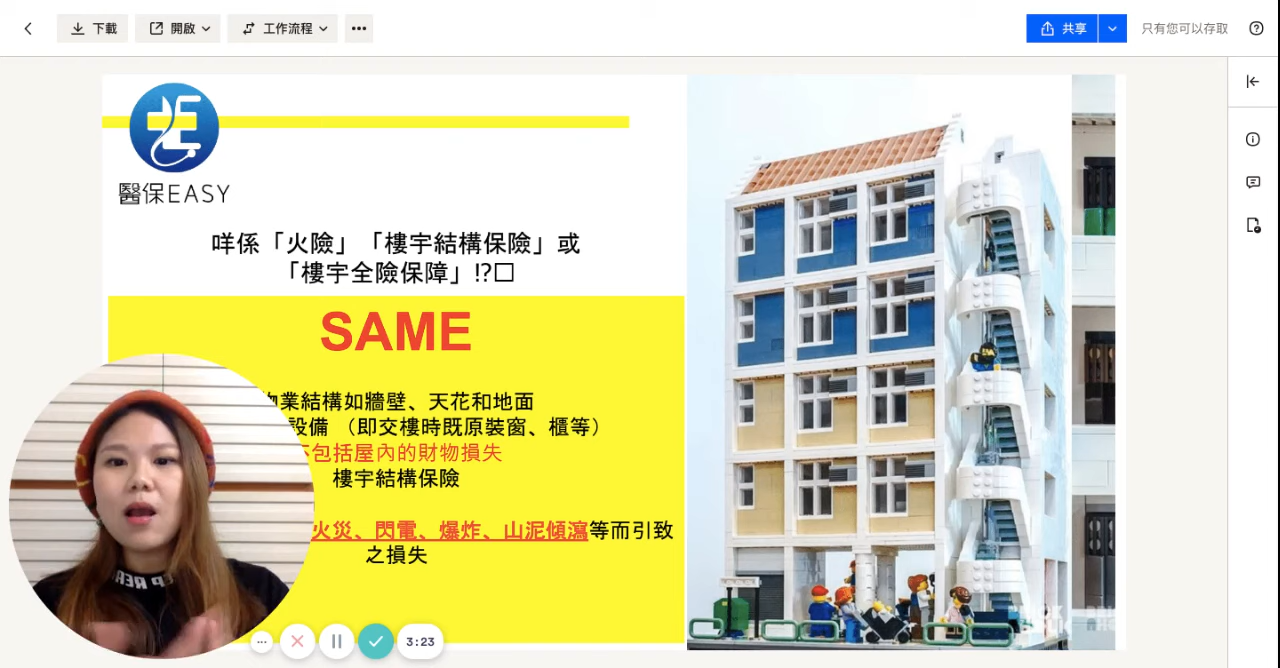 下載
開啟
工作流程
共享
只有您可以存取
醫保EASY
咩係「火險」「樓宇結構保險」或
「樓宇全險保障」!?□
SAME
業結構如牆壁、天花和地面
設備 （即交樓時既原裝窗、櫃等）
包括屋內的財物損失
樓宇結構保險
火災、閃電、爆炸、山泥傾瀉等而引致
之損失
3:23